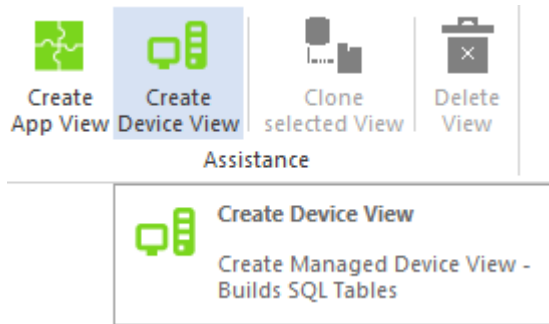 Create
App View
Create
Device View
Clone
selected View
Delete
View
Assistance
Create Device View
Create Managed Device View -
Builds SQL Tables